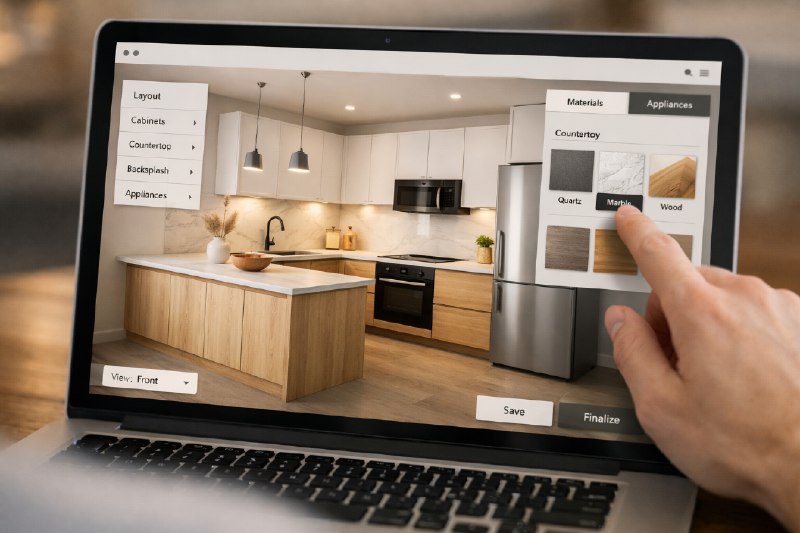 Layout
Cabinets
Countertop
Backsplash
Appliances
Materials
Appliances
Countertoy
Quartz
Marble
Wood
View: Front
Save
Finalize